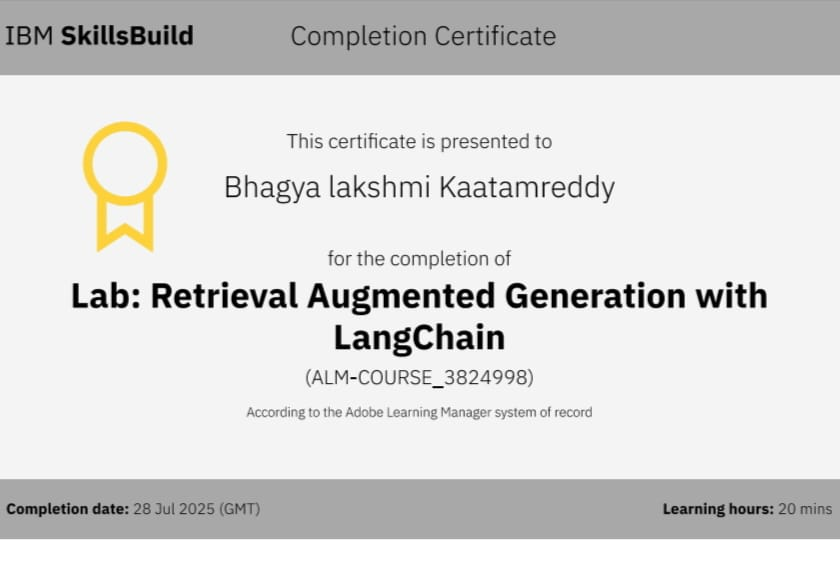 IBM SkillsBuild
Completion Certificate
This certificate is presented to
Bhagya lakshmi Kaatamreddy
for the completion of
Lab: Retrieval Augmented Generation with
LangChain
(ALM-COURSE_3824998)
According to the Adobe Learning Manager system of record
Completion date: 28 Jul 2025 (GMT)
Learning hours: 20 mins